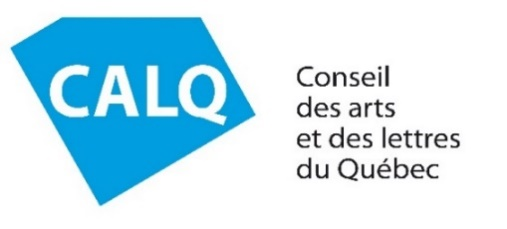 CALQ
Conseil
des arts
et des lettres
du Québec